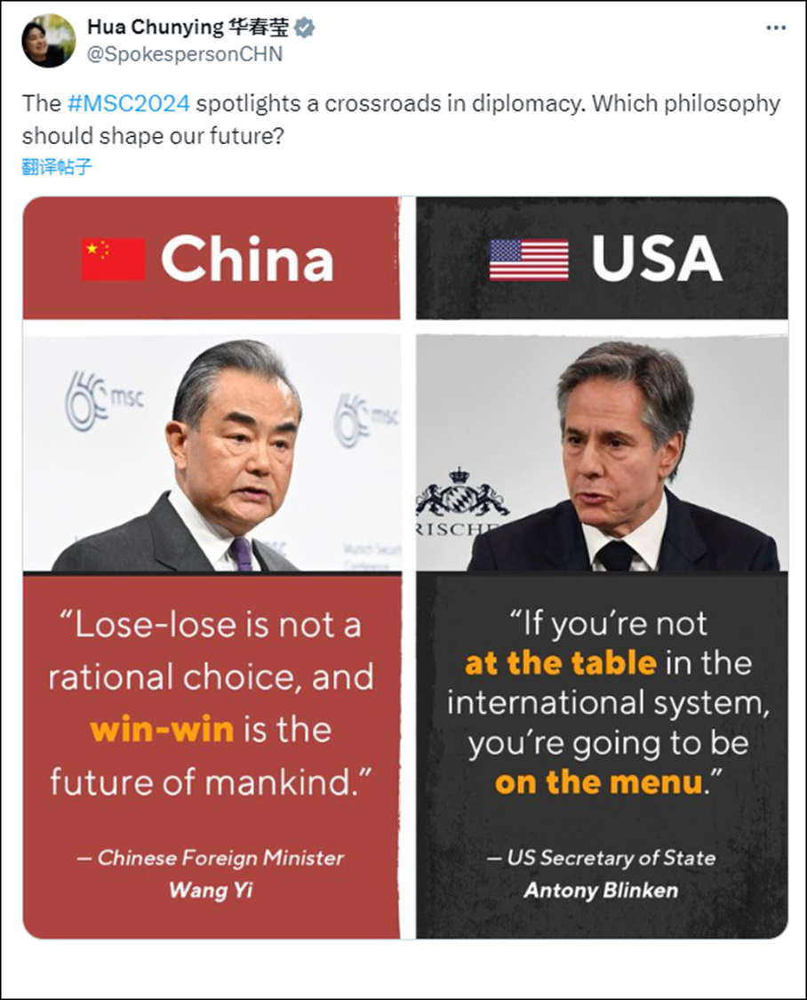 Hua Chunying 华春莹
@SpokespersonCHN
The #MSC2024 spotlights a crossroads in diplomacy. Which philosophy
should shape our future?
翻译帖子
China
USA
msc
msc
RISCHE
Munich Secur
Conference
“Lose-lose is not a
rational choice, and
win-win is the
future of mankind.”
– Chinese Foreign Minister
Wang Yi
“If you’re not
at the table in the
international system,
you’re going to be
on the menu.”
– US Secretary of State
Antony Blinken